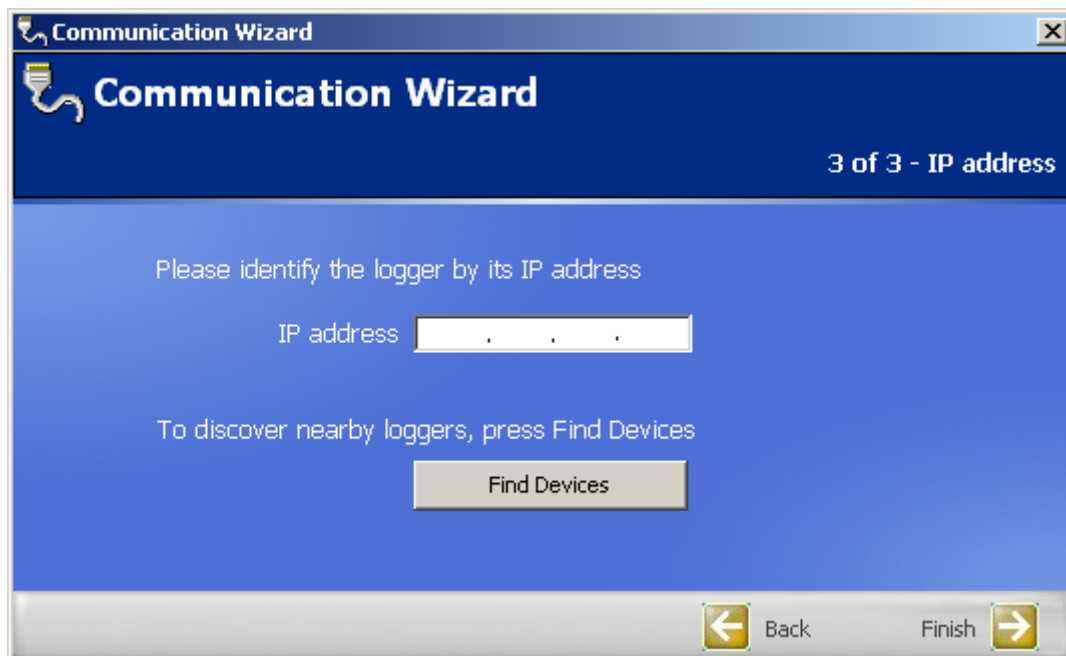 Communication Wizard
Communication Wizard
3 of 3 - IP address
Please identify the logger by its IP address
IP address . . .
To discover nearby loggers, press Find Devices
Find Devices
Back Finish